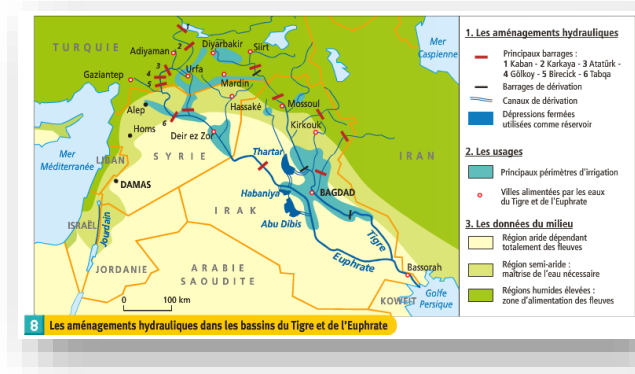 TURQUIE
Adiyaman
Diyarbakir
Siirt
1
2
3
4
5
6
Gaziantep
Urfa
Mardin
Alep
Hassaké
Mossoul
Kirkouk
Homs
Deir ez Zor
Mer
Caspienne
Mer
Méditerranée
LIBAN
SYRIE
Thartar
IRAN
DAMAS
Habaniya
BAGDAD
IRAK
Abu Dibis
ISRAËL
Jourdain
Tigre
Euphrate
JORDANIE
ARABIE
SAOUDITE
Bassorah
KOWEIT
Golfe
Persique
0 100 km
1. Les aménagements hydrauliques
Principaux barrages :
1 Kaban - 2 Karkaya - 3 Atatürk -
4 Gölkoy - 5 Birecick - 6 Tabqa
Barrages de dérivation
Canaux de dérivation
Dépressions fermées
utilisées comme réservoir
2. Les usages
Principaux périmètres d'irrigation
Villes alimentées par les eaux
du Tigre et de l'Euphrate
3. Les données du milieu
Région aride dépendant
totalement des fleuves
Région semi-aride :
maîtrise de l'eau nécessaire
Régions humides élevées :
zone d'alimentation des fleuves
8 Les aménagements hydrauliques dans les bassins du Tigre et de l'Euphrate